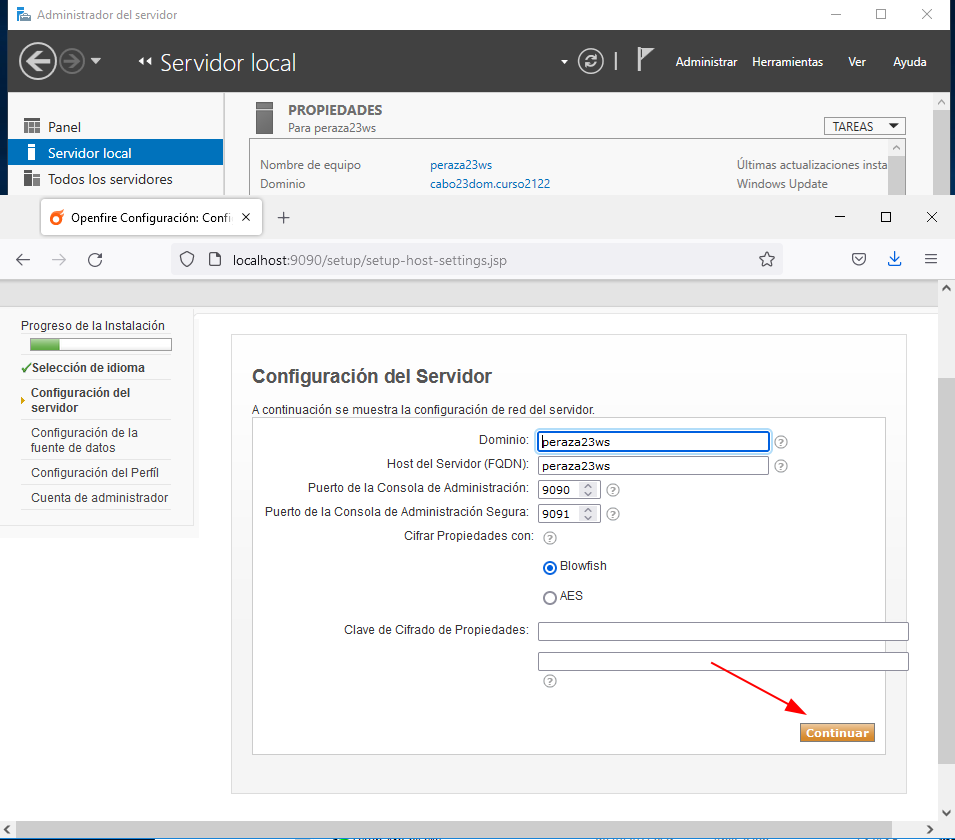 Administrador del servidor
Servidor local
Administrar Herramientas Ver Ayuda
Panel
Servidor local
Todos los servidores
PROPIEDADES
Para peraza23ws
TAREAS
Nombre de equipo peraza23ws Últimas actualizaciones insta
Dominio cabo23dom.curso2122 Windows Update
Openfire Configuración: Confi
localhost:9090/setup/setup-host-settings.jsp
Progreso de la Instalación
Selección de idioma
Configuración del
servidor
Configuración de la
fuente de datos
Configuración del Perfíl
Cuenta de administrador
Configuración del Servidor
A continuación se muestra la configuración de red del servidor.
Dominio: peraza23ws
Host del Servidor (FQDN): peraza23ws
Puerto de la Consola de Administración: 9090
Puerto de la Consola de Administración Segura: 9091
Cifrar Propiedades con:
Blowfish
AES
Clave de Cifrado de Propiedades:
Continuar